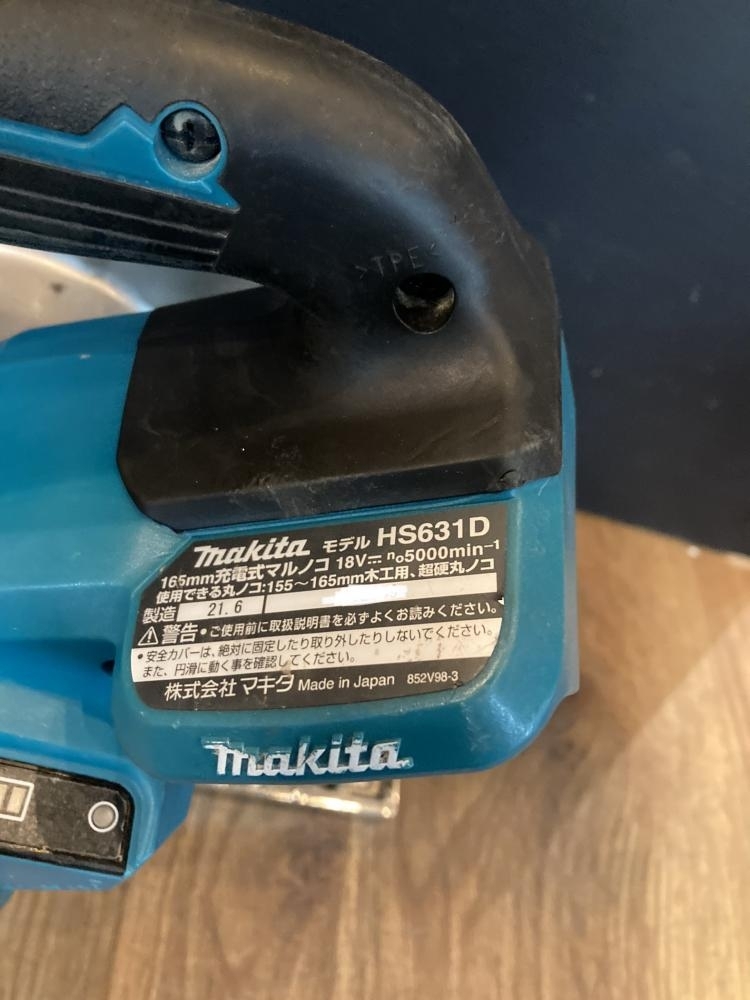 >TPE<
makita モデル HS631D
165mm充電式マルノコ 18V⎓ n₀5000min⁻¹
使用できる丸ノコ:155～165mm木工用、超硬丸ノコ
製造 21.6
⚠警告 •ご使用前に取扱説明書を必ずよくお読みください。
•安全カバーは、絶対に固定したり取り外したりしないでください。
また、円滑に動く事を確認してください。
株式会社 マキタ Made in Japan 852V98-3
makita